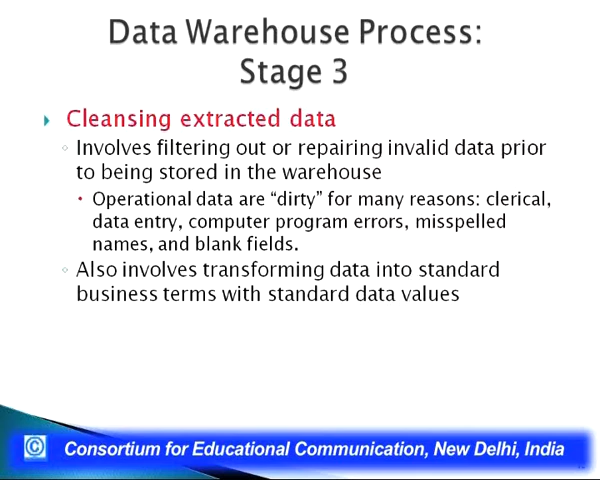 Data Warehouse Process:
Stage 3
Cleansing extracted data
Involves filtering out or repairing invalid data prior
to being stored in the warehouse
Operational data are “dirty” for many reasons: clerical,
data entry, computer program errors, misspelled
names, and blank fields.
Also involves transforming data into standard
business terms with standard data values
© Consortium for Educational Communication, New Delhi, India